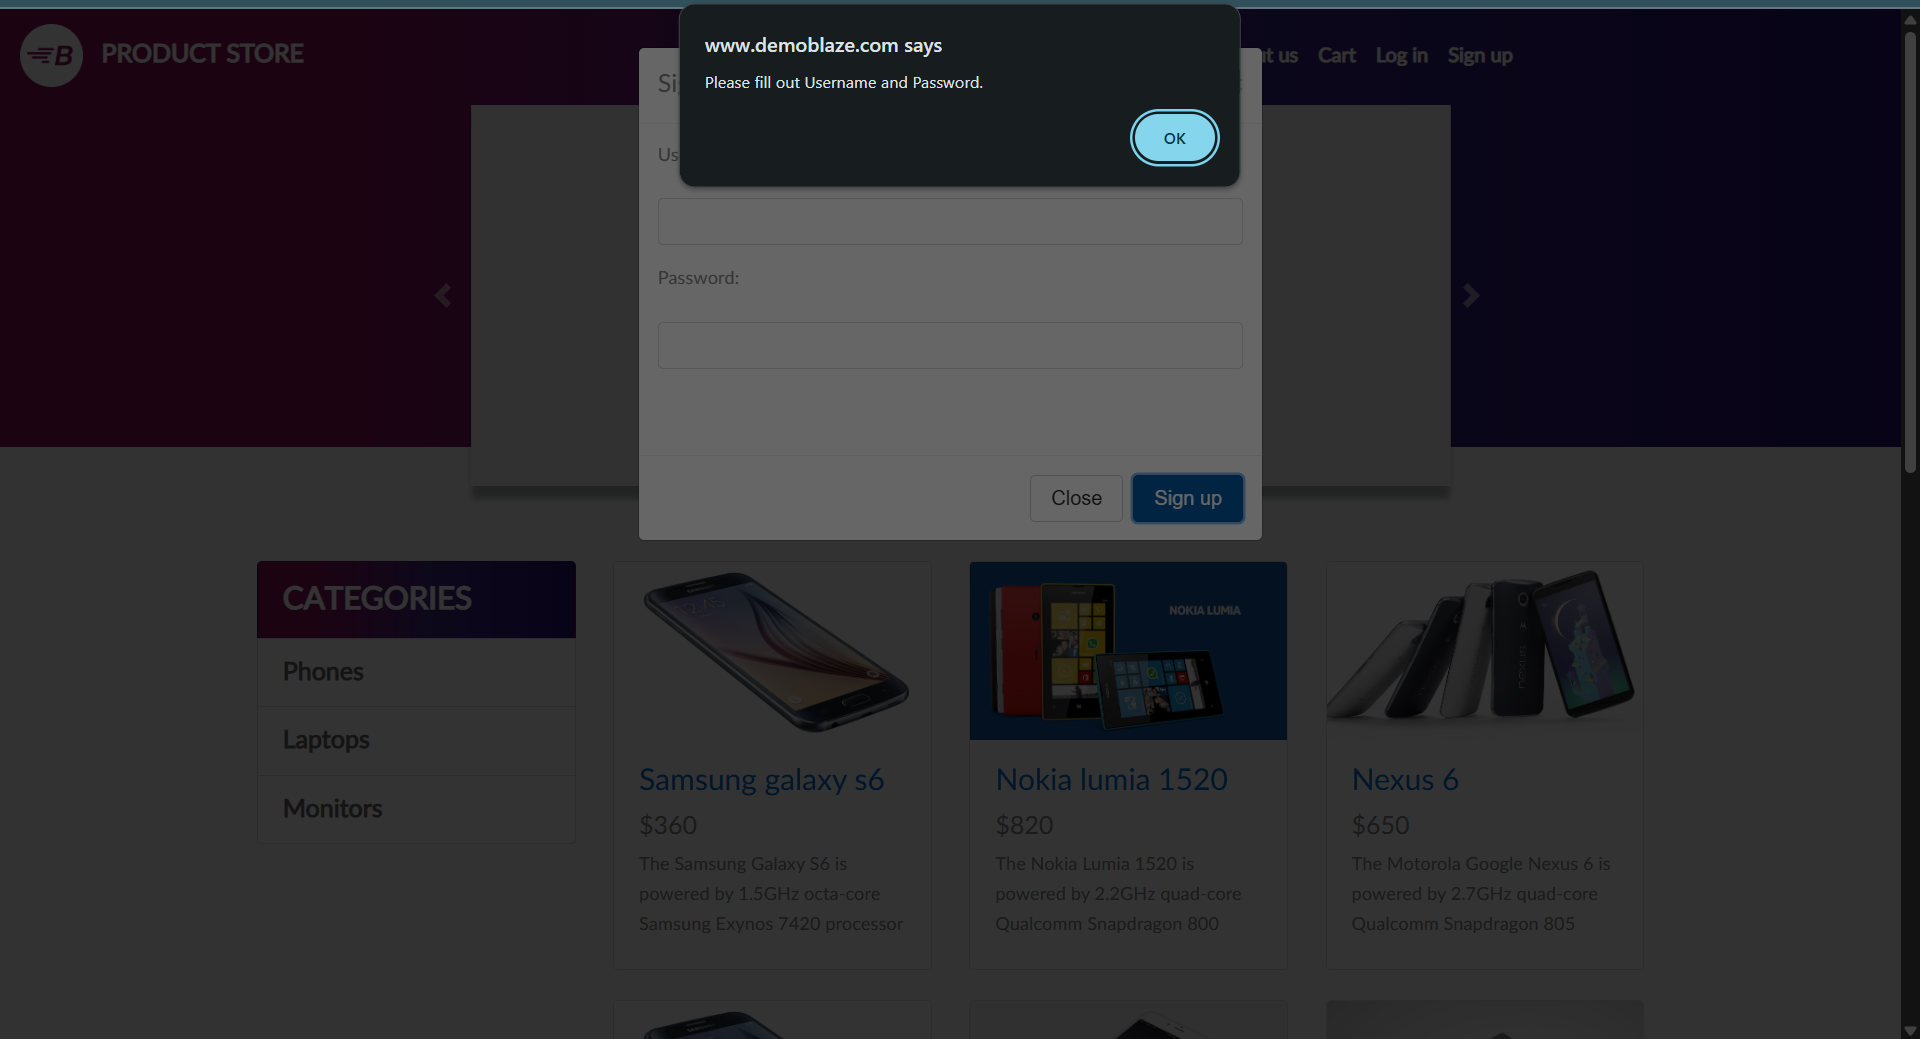 PRODUCT STORE
t us
Cart
Log in
Sign up
www.demoblaze.com says
Please fill out Username and Password.
OK
Si
Us
Password:
Close
Sign up
CATEGORIES
Phones
Laptops
Monitors
NOKIA LUMIA
Samsung galaxy s6
$360
The Samsung Galaxy S6 is
powered by 1.5GHz octa-core
Samsung Exynos 7420 processor
Nokia lumia 1520
$820
The Nokia Lumia 1520 is
powered by 2.2GHz quad-core
Qualcomm Snapdragon 800
Nexus 6
$650
The Motorola Google Nexus 6 is
powered by 2.7GHz quad-core
Qualcomm Snapdragon 805